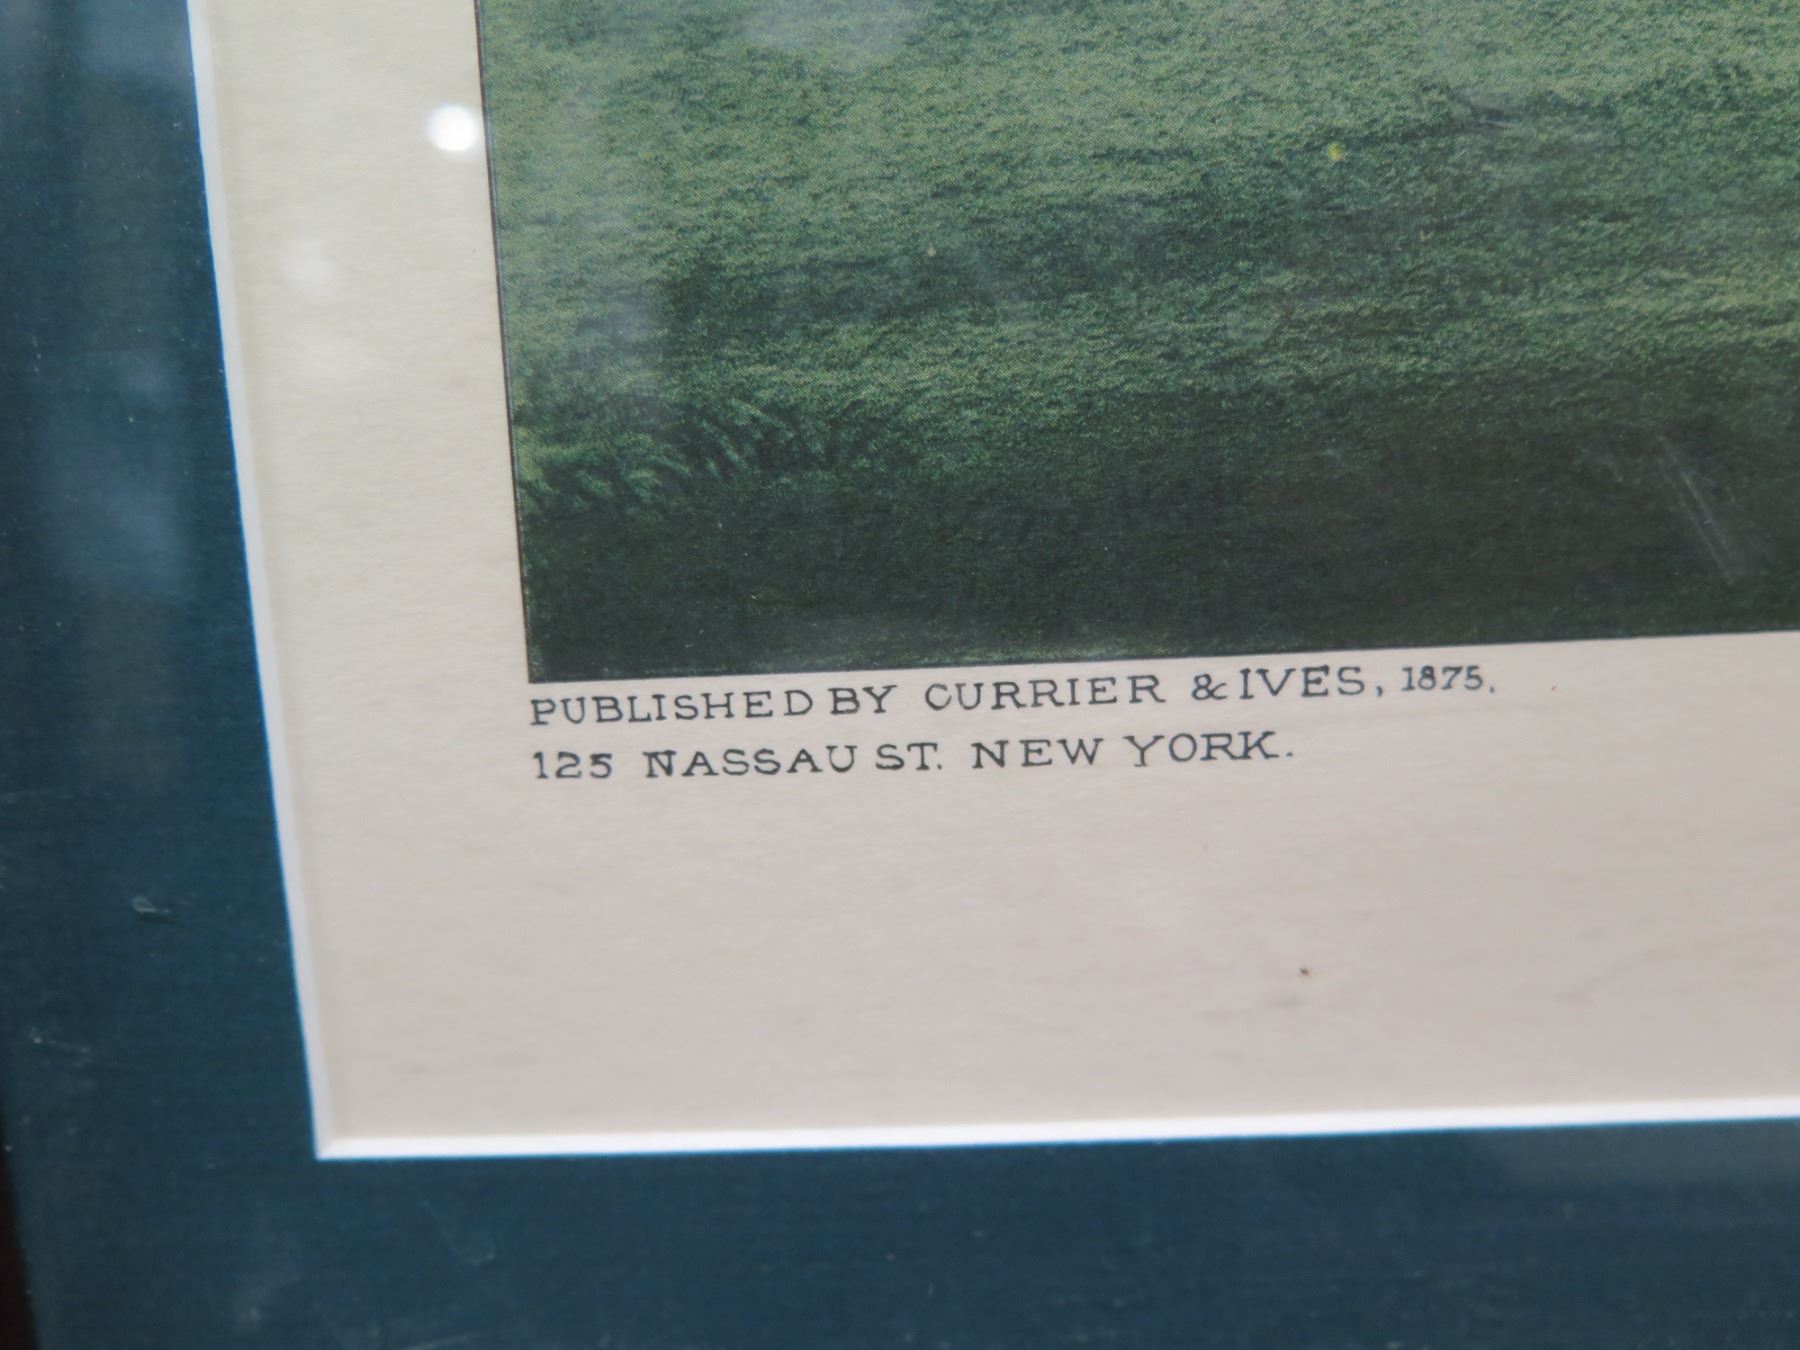 PUBLISHED BY CURRIER & IVES, 1875,
125 NASSAU ST. NEW YORK.